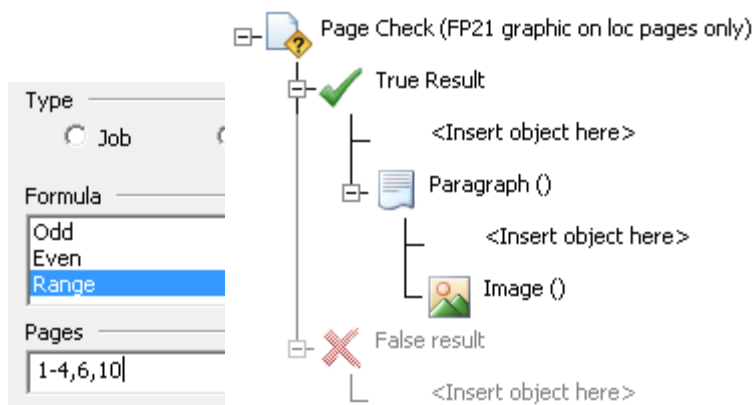 Type
Job
Formula
Odd
Even
Range
Pages
1-4,6,10
Page Check (FP21 graphic on loc pages only)
True Result
<Insert object here>
Paragraph ()
<Insert object here>
Image ()
False result
<Insert object here>